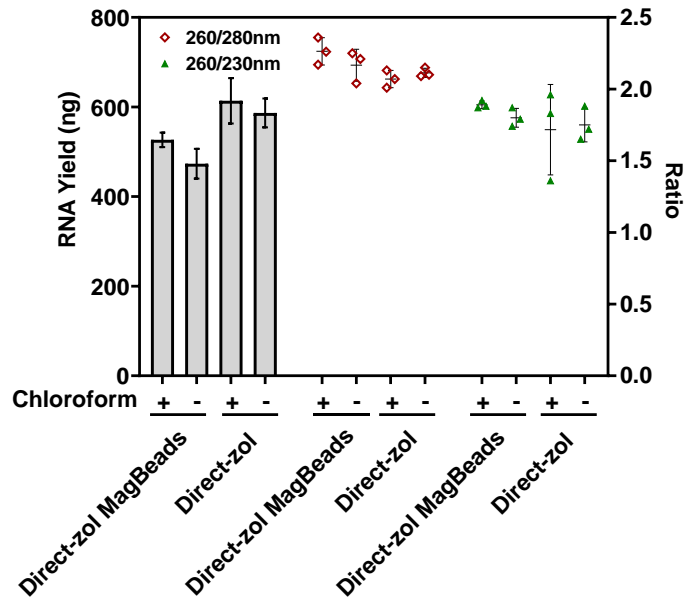 800
600
400
200
0
RNA Yield (ng)
260/280nm
260/230nm
2.5
2.0
1.5
1.0
0.5
0.0
Ratio
Chloroform + - + - + - + - + - + -
Direct-zol MagBeads
Direct-zol
Direct-zol MagBeads
Direct-zol
Direct-zol MagBeads
Direct-zol